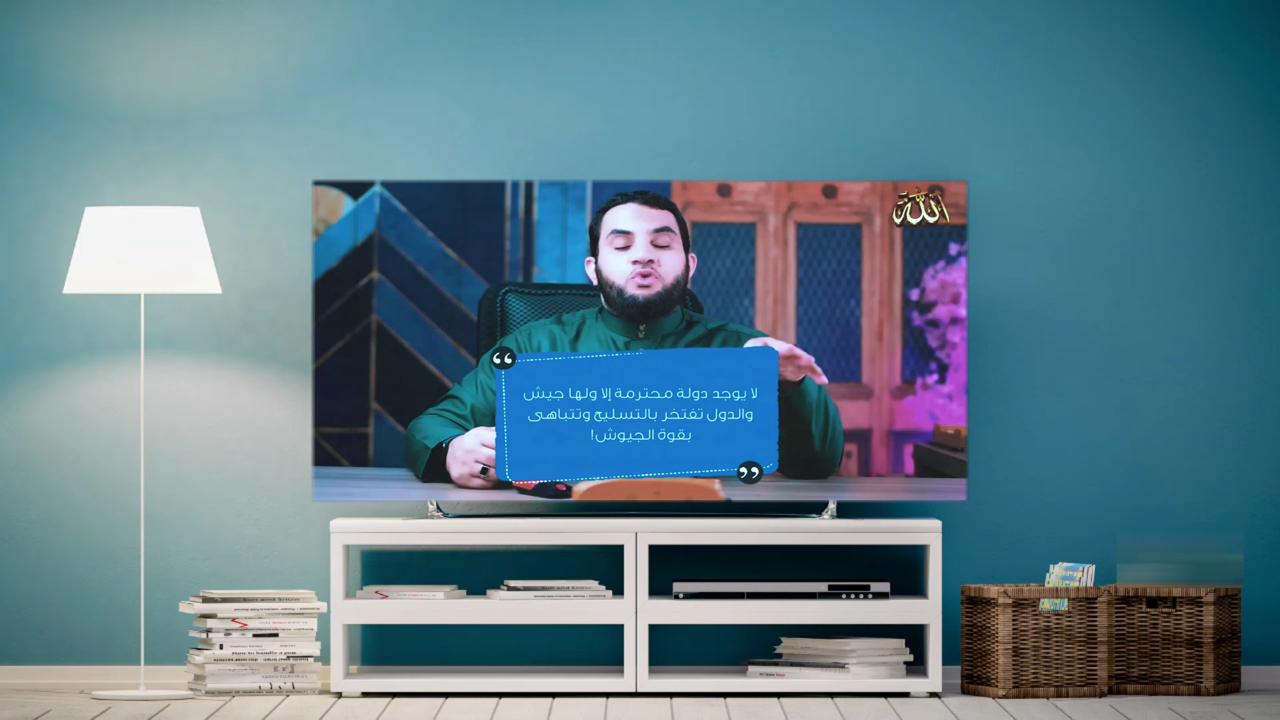 الله
لا يوجد دولة محترمة إلا ولها جيش
والدول تفتخر بالتسليح وتتباهى
بقوة الجيوش!